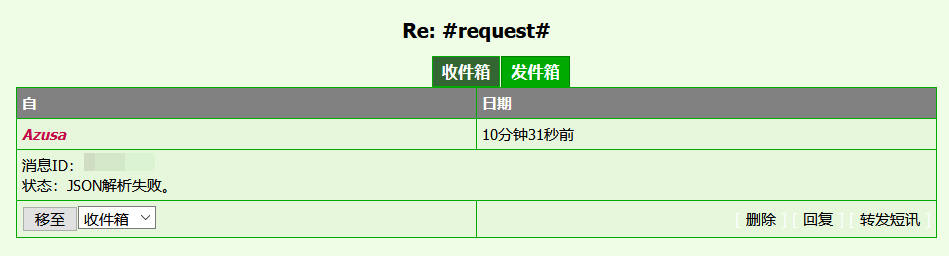 Re: #request#
收件箱 发件箱
自 日期
Azusa 10分钟31秒前
消息ID：
状态：JSON解析失败。
移至 收件箱 [ 删除 ] [ 回复 ] [ 转发短讯 ]